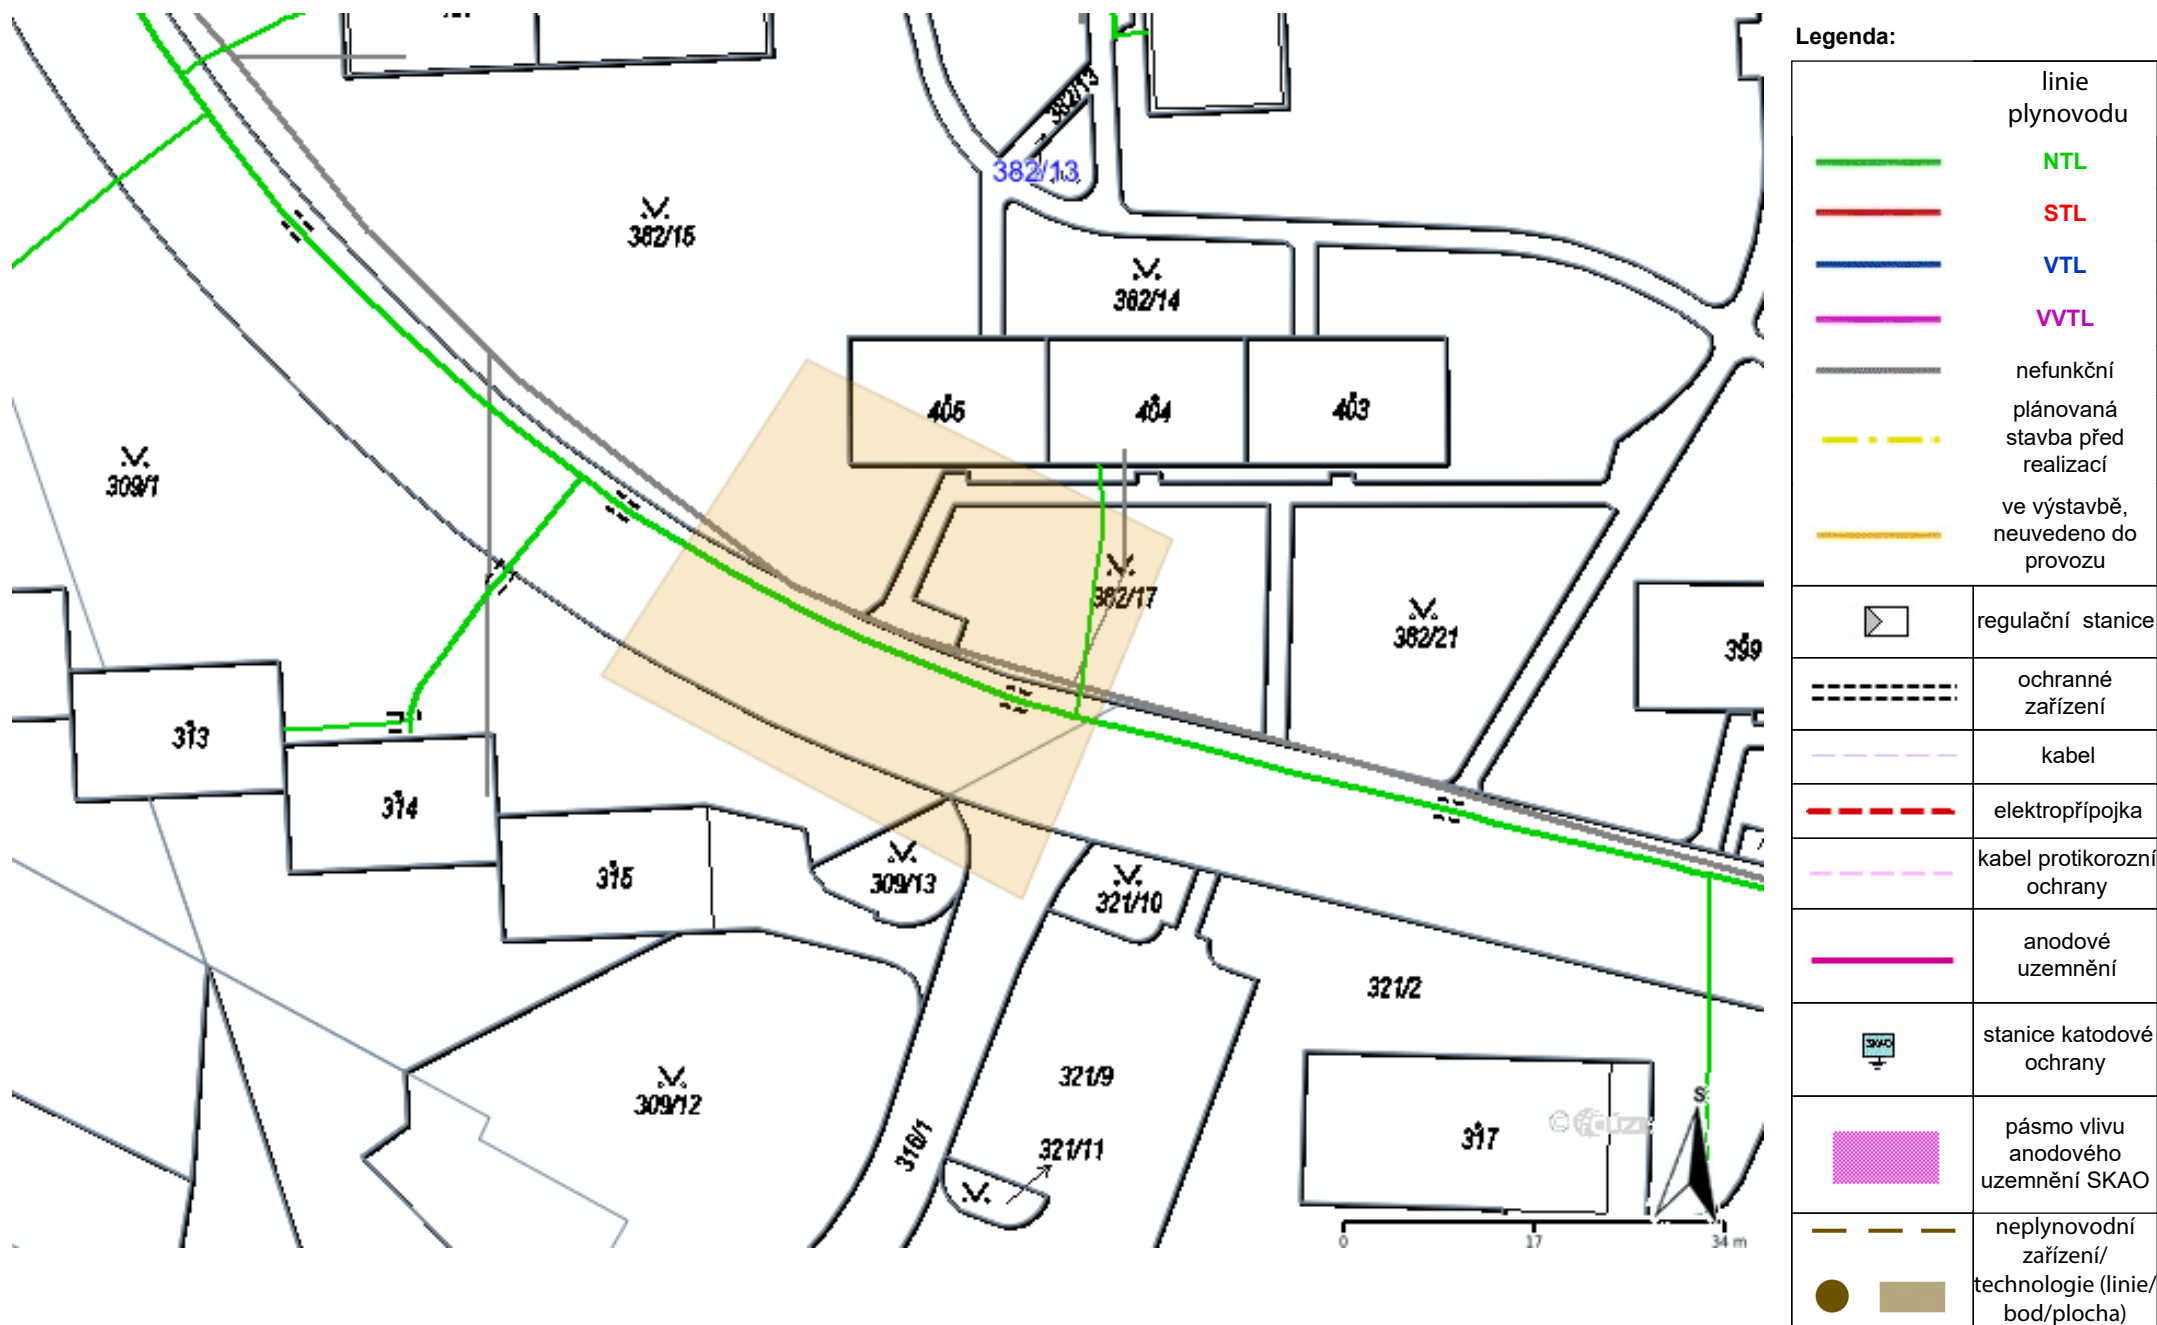 382/13
382/13
382/15
382/14
405
404
403
309/1
382/17
382/21
399
313
314
315
309/13
321/10
321/2
309/12
321/9
316/1
321/11
317
S
0 17 34 m
Legenda:
linie
plynovodu
NTL
STL
VTL
VVTL
nefunkční
plánovaná
stavba před
realizací
ve výstavbě,
neuvedeno do
provozu
regulační stanice
ochranné
zařízení
kabel
elektropřípojka
kabel protikorozní
ochrany
anodové
uzemnění
SKAO
stanice katodové
ochrany
pásmo vlivu
anodového
uzemnění SKAO
neplynovodní
zařízení/
technologie (linie/
bod/plocha)